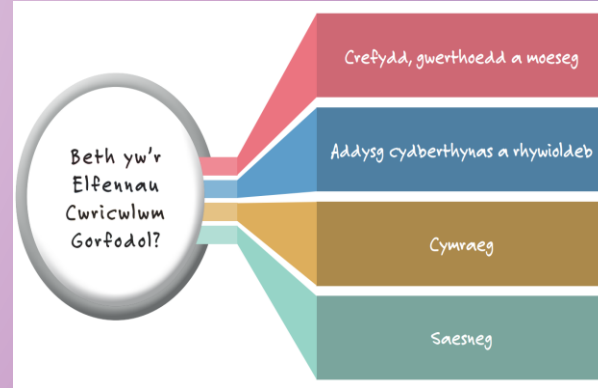 Beth yw'r
Elfennau
Cwricwlwm
Gorfodol?
Crefydd, gwerthoedd a moeseg
Addysg cydberthynas a rhywioldeb
Cymraeg
Saesneg